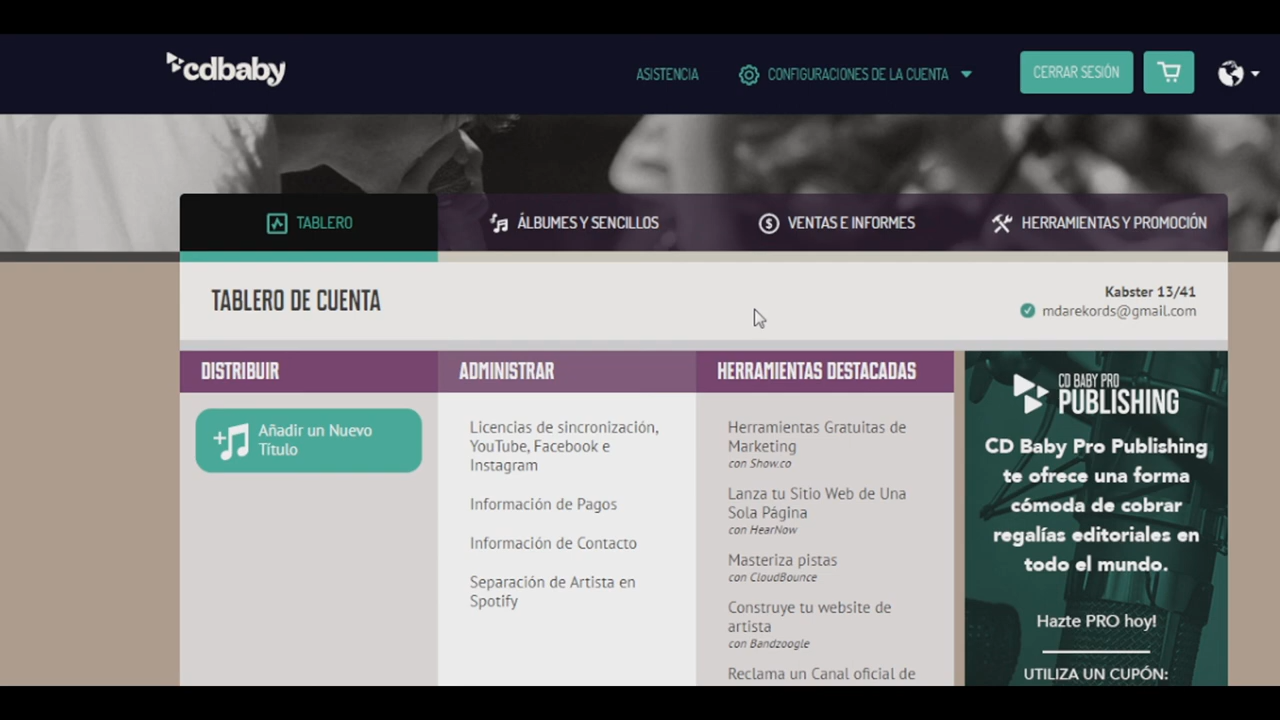 cdbaby
ASISTENCIA
CONFIGURACIONES DE LA CUENTA
CERRAR SESIÓN
TABLERO
ÁLBUMES Y SENCILLOS
VENTAS E INFORMES
HERRAMIENTAS Y PROMOCIÓN
TABLERO DE CUENTA
Kabster 13/41
mdarekords@gmail.com
DISTRIBUIR
Añadir un Nuevo
Título
ADMINISTRAR
Licencias de sincronización,
YouTube, Facebook e
Instagram
Información de Pagos
Información de Contacto
Separación de Artista en
Spotify
HERRAMIENTAS DESTACADAS
Herramientas Gratuitas de
Marketing
con Show.co
Lanza tu Sitio Web de Una
Sola Página
con HearNow
Masteriza pistas
con CloudBounce
Construye tu website de
artista
con Bandzoogle
Reclama un Canal oficial de
CD BABY PRO
PUBLISHING
CD Baby Pro Publishing
te ofrece una forma
cómoda de cobrar
regalías editoriales en
todo el mundo.
Hazte PRO hoy!
UTILIZA UN CUPÓN: